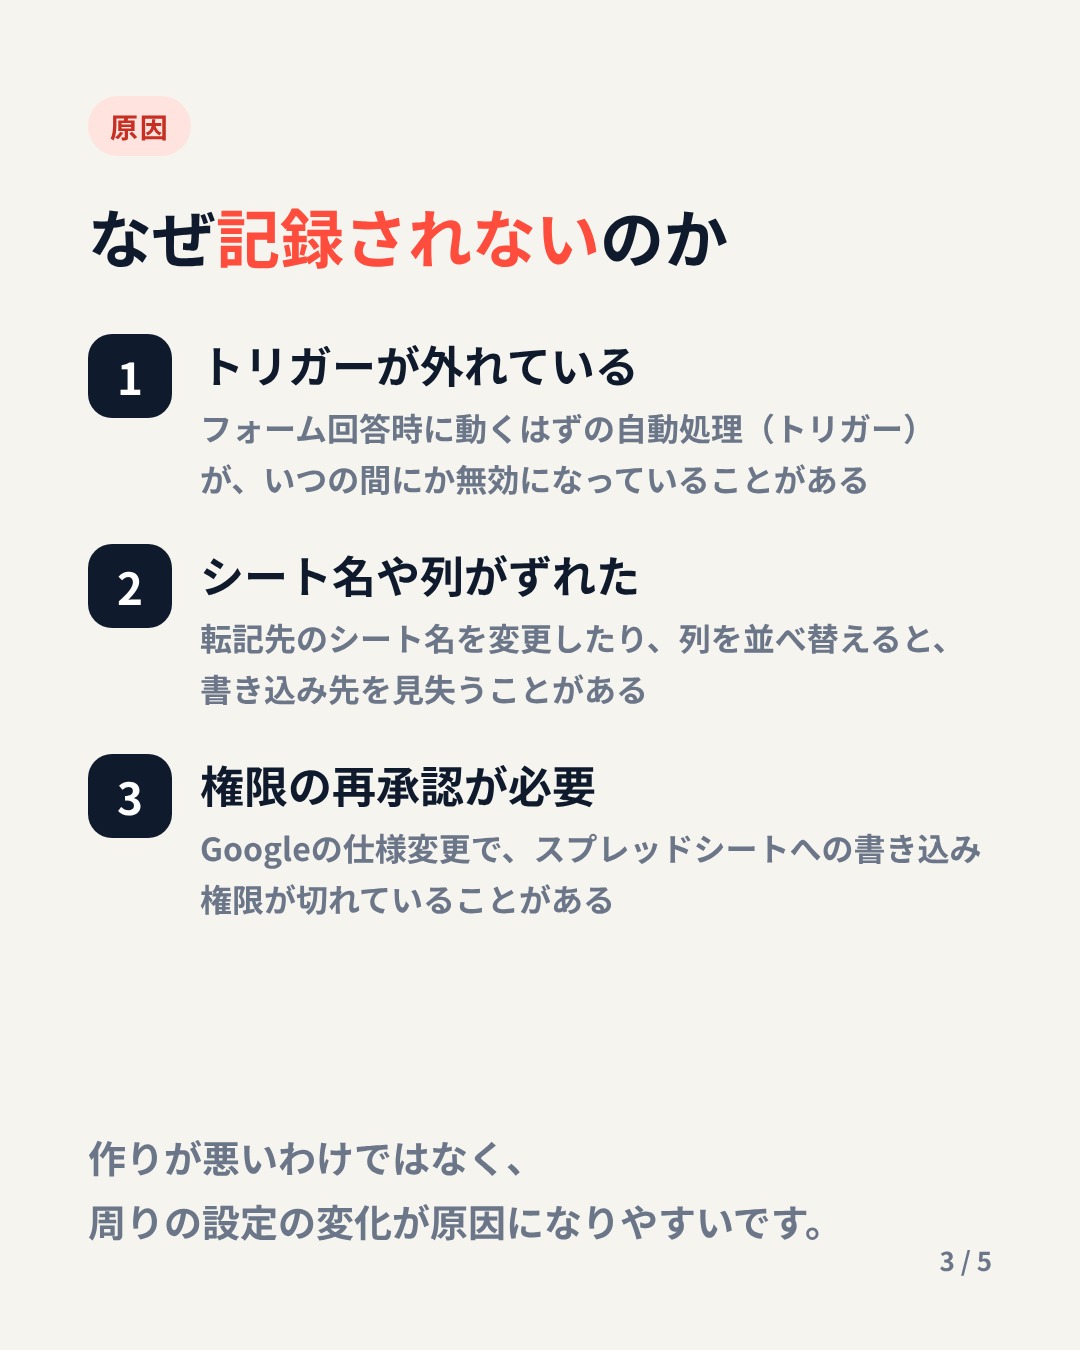 原因
なぜ記録されないのか
1 トリガーが外れている
フォーム回答時に動くはずの自動処理（トリガー）
が、いつの間にか無効になっていることがある
2 シート名や列がずれた
転記先のシート名を変更したり、列を並べ替えると、
書き込み先を見失うことがある
3 権限の再承認が必要
Googleの仕様変更で、スプレッドシートへの書き込み
権限が切れていることがある
作りが悪いわけではなく、
周りの設定の変化が原因になりやすいです。
3 / 5